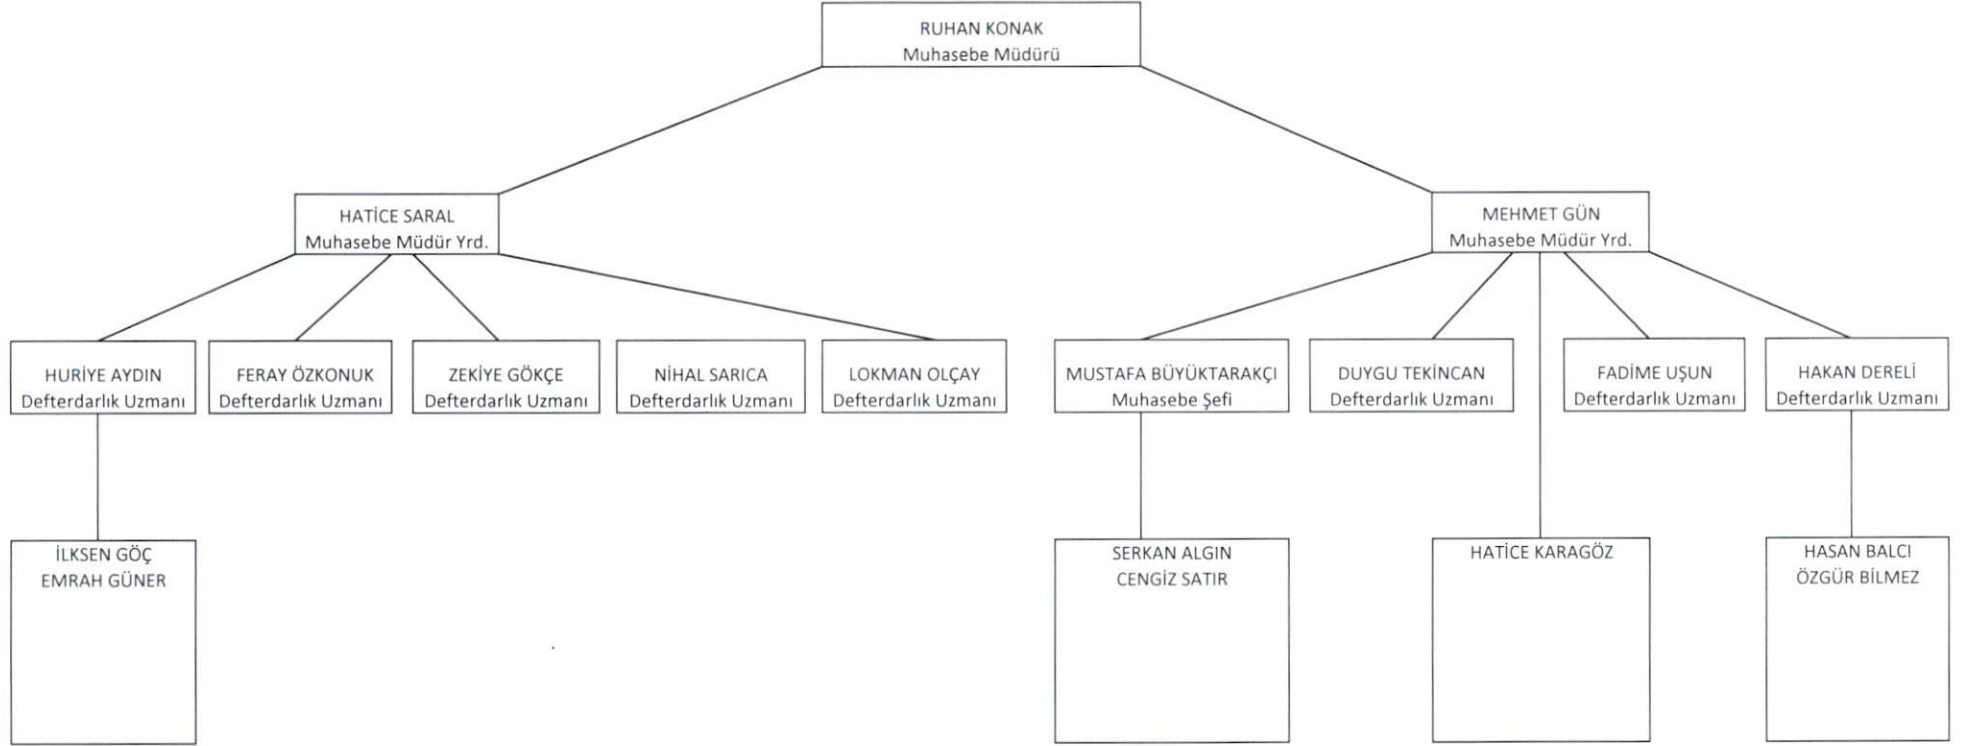 RUHAN KONAK
Muhasebe Müdürü
HATİCE SARAL
Muhasebe Müdür Yrd.
MEHMET GÜN
Muhasebe Müdür Yrd.
HURİYE AYDIN
Defterdarlık Uzmanı
FERAY ÖZKONUK
Defterdarlık Uzmanı
ZEKİYE GÖKÇE
Defterdarlık Uzmanı
NİHAL SARICA
Defterdarlık Uzmanı
LOKMAN OLÇAY
Defterdarlık Uzmanı
MUSTAFA BÜYÜKTARAKÇI
Muhasebe Şefi
DUYGU TEKİNCAN
Defterdarlık Uzmanı
FADİME UŞUN
Defterdarlık Uzmanı
HAKAN DERELİ
Defterdarlık Uzmanı
İLKSEN GÖÇ
EMRAH GÜNER
SERKAN ALGIN
CENGİZ SATIR
HATİCE KARAGÖZ
HASAN BALCI
ÖZGÜR BİLMEZ